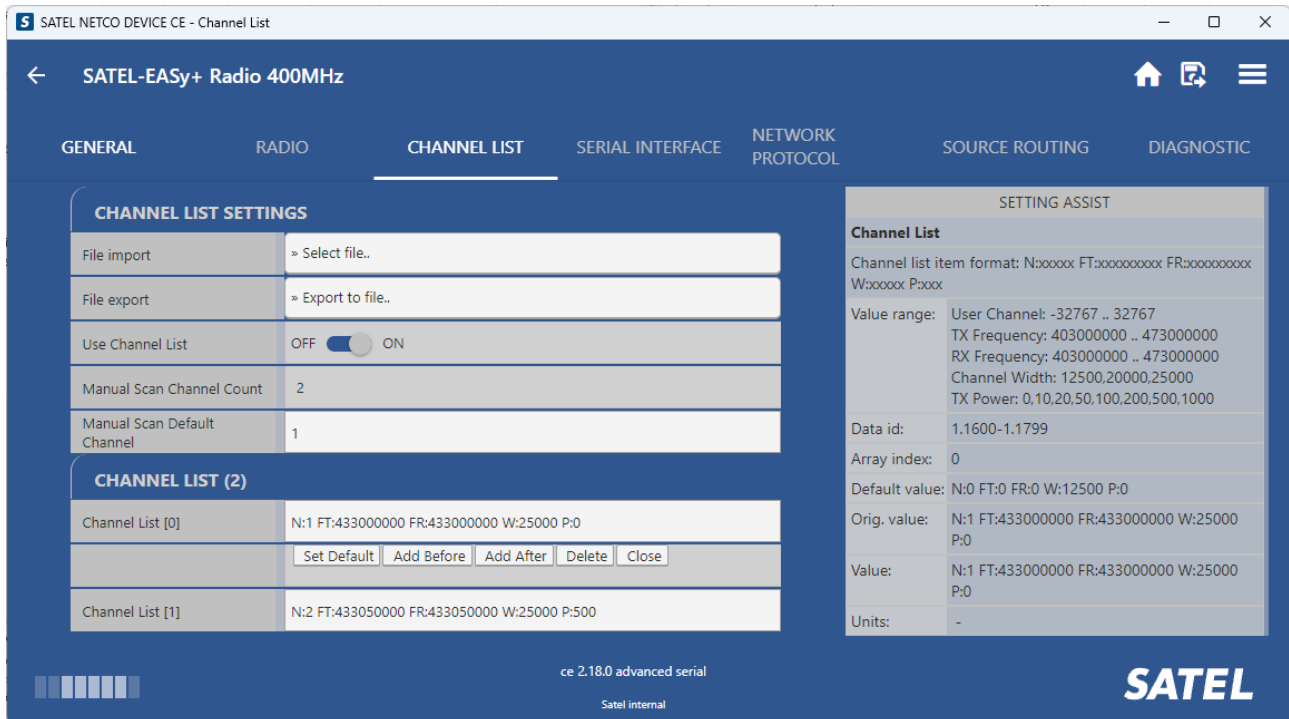 S SATEL NETCO DEVICE CE - Channel List
SATEL-EASy+ Radio 400MHz
GENERAL RADIO CHANNEL LIST SERIAL INTERFACE NETWORK PROTOCOL SOURCE ROUTING DIAGNOSTIC
CHANNEL LIST SETTINGS
File import » Select file..
File export » Export to file..
Use Channel List OFF ON
Manual Scan Channel Count 2
Manual Scan Default
Channel
1
CHANNEL LIST (2)
Channel List [0] N:1 FT:433000000 FR:433000000 W:25000 P:0
Set Default Add Before Add After Delete Close
Channel List [1] N:2 FT:433050000 FR:433050000 W:25000 P:500
SETTING ASSIST
Channel List
Channel list item format: N:xxxxx FT:xxxxxxxxx FR:xxxxxxxxx
W:xxxxx P:xxx
Value range: User Channel: -32767 .. 32767
TX Frequency: 403000000 .. 473000000
RX Frequency: 403000000 .. 473000000
Channel Width: 12500,20000,25000
TX Power: 0,10,20,50,100,200,500,1000
Data id: 1.1600-1.1799
Array index: 0
Default value: N:0 FT:0 FR:0 W:12500 P:0
Orig. value: N:1 FT:433000000 FR:433000000 W:25000
P:0
Value: N:1 FT:433000000 FR:433000000 W:25000
P:0
Units: -
ce 2.18.0 advanced serial
Satel internal
SATEL